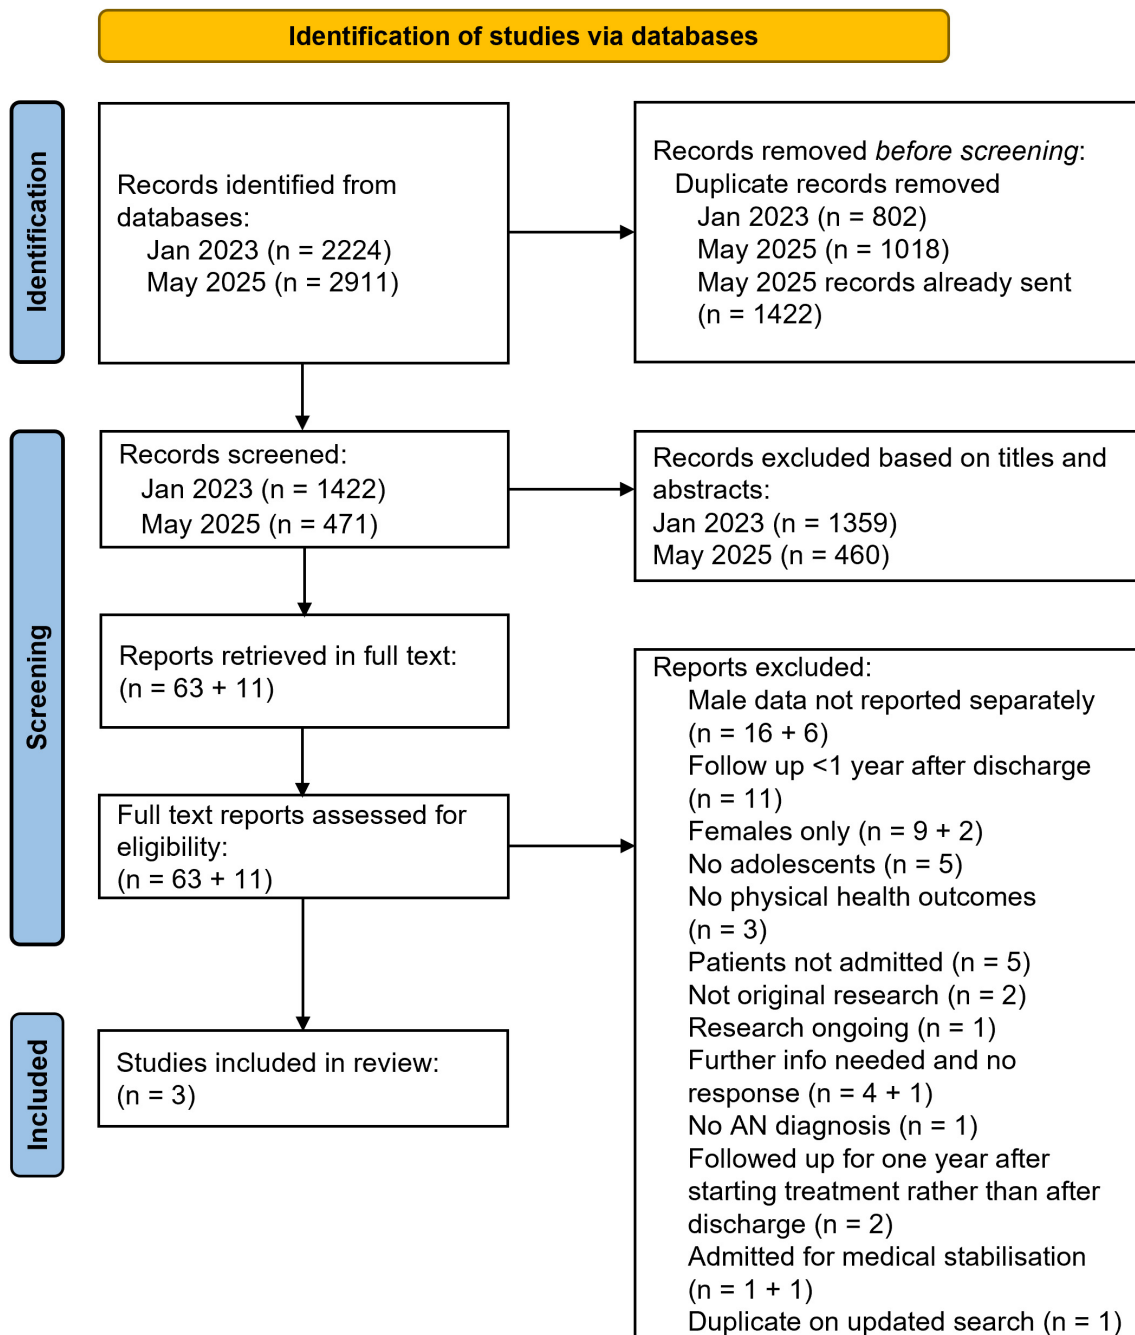 Identification of studies via databases
Identification
Records identified from
databases:
Jan 2023 (n = 2224)
May 2025 (n = 2911)
Records removed before screening:
Duplicate records removed
Jan 2023 (n = 802)
May 2025 (n = 1018)
May 2025 records already sent
(n = 1422)
Screening
Records screened:
Jan 2023 (n = 1422)
May 2025 (n = 471)
Records excluded based on titles and
abstracts:
Jan 2023 (n = 1359)
May 2025 (n = 460)
Reports retrieved in full text:
(n = 63 + 11)
Full text reports assessed for
eligibility:
(n = 63 + 11)
Reports excluded:
Male data not reported separately
(n = 16 + 6)
Follow up <1 year after discharge
(n = 11)
Females only (n = 9 + 2)
No adolescents (n = 5)
No physical health outcomes
(n = 3)
Patients not admitted (n = 5)
Not original research (n = 2)
Research ongoing (n = 1)
Further info needed and no
response (n = 4 + 1)
No AN diagnosis (n = 1)
Followed up for one year after
starting treatment rather than after
discharge (n = 2)
Admitted for medical stabilisation
(n = 1 + 1)
Duplicate on updated search (n = 1)
Included
Studies included in review:
(n = 3)